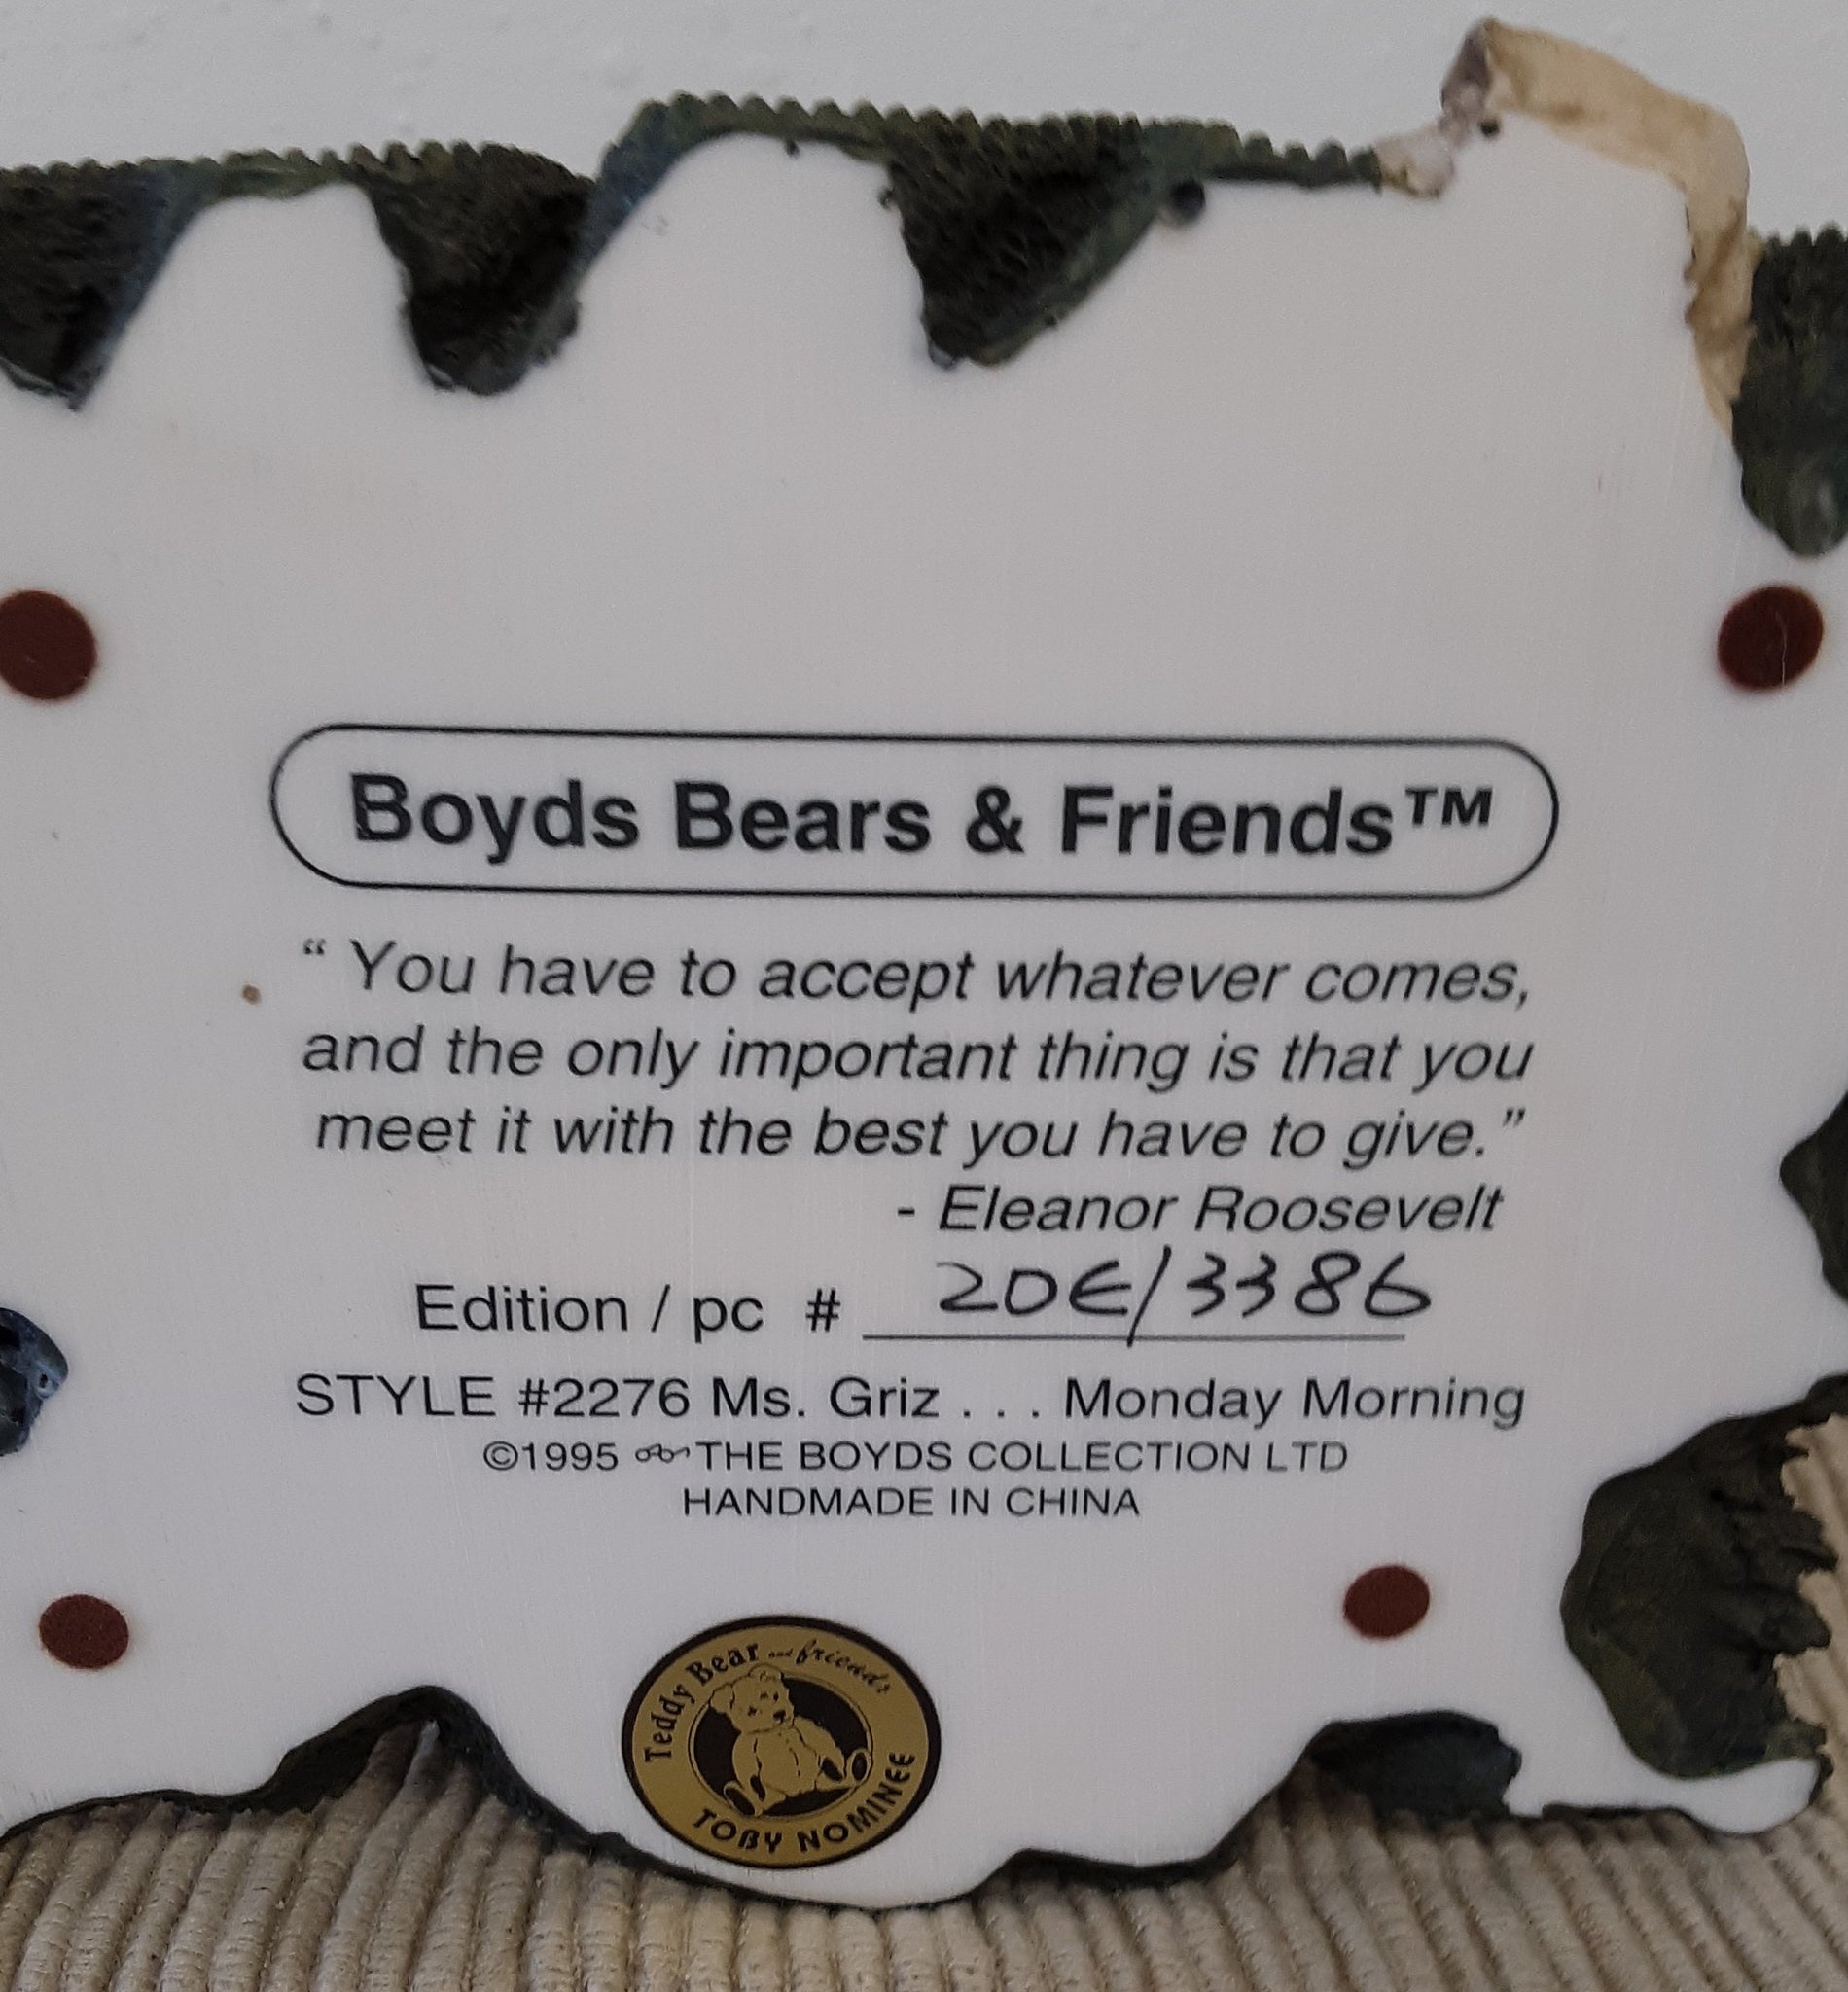 Boyds Bears & Friends™
“ You have to accept whatever comes,
and the only important thing is that you
meet it with the best you have to give.”
- Eleanor Roosevelt
Edition / pc # 20E/3386
STYLE #2276 Ms. Griz . . . Monday Morning
©1995 THE BOYDS COLLECTION LTD
HANDMADE IN CHINA
Teddy Bear and friends
TOBY NOMINEE